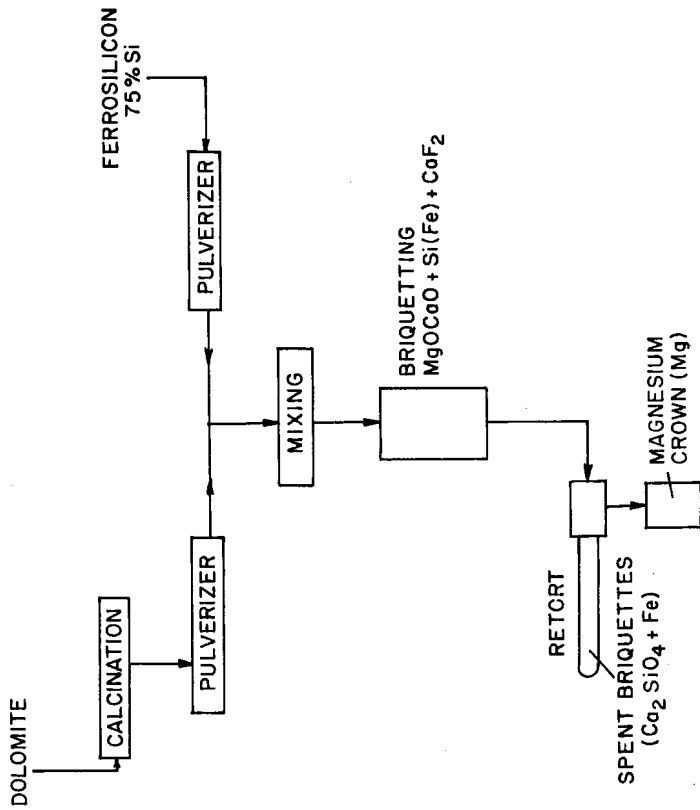 DOLOMITE
CALCINATION
PULVERIZER
FERROSILICON
75%Si
PULVERIZER
MIXING
BRIQUETTING
MgOCaO + Si(Fe) + CaF2
RETORT
SPENT BRIQUETTES
(Ca2 SiO4 + Fe)
MAGNESIUM
CROWN (Mg)